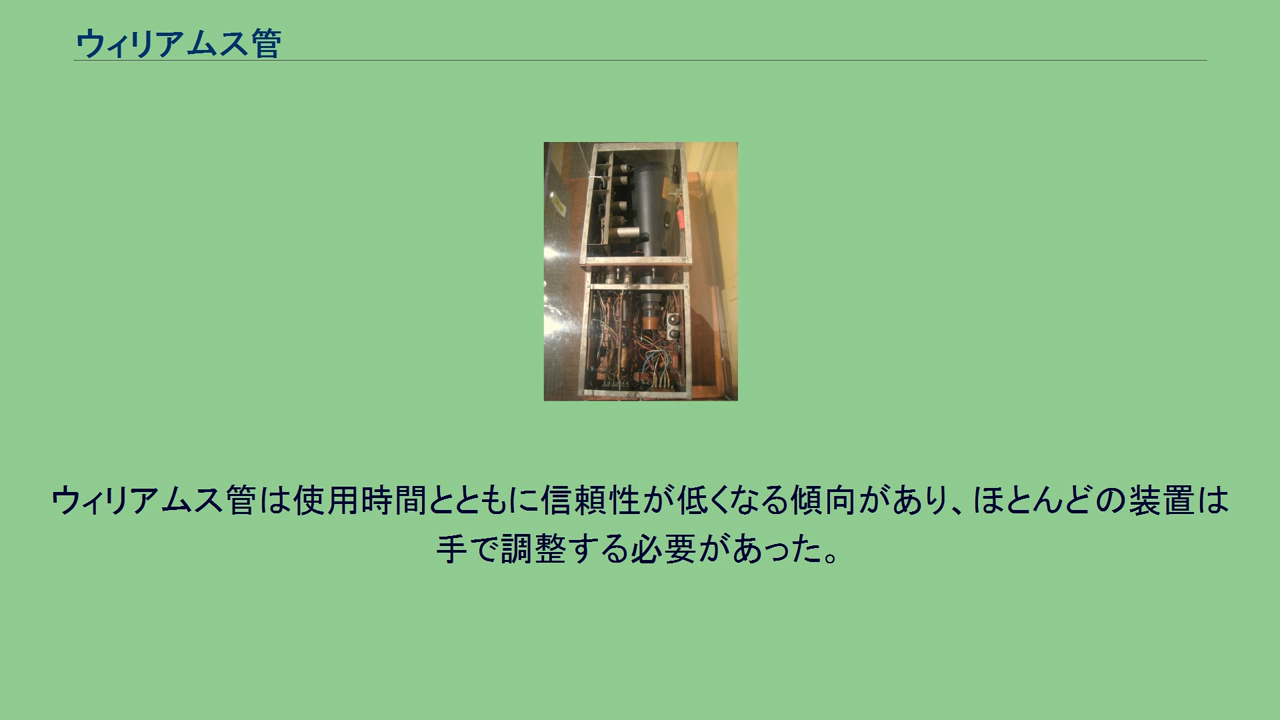 ウィリアムス管
ウィリアムス管は使用時間とともに信頼性が低くなる傾向があり、ほとんどの装置は
手で調整する必要があった。